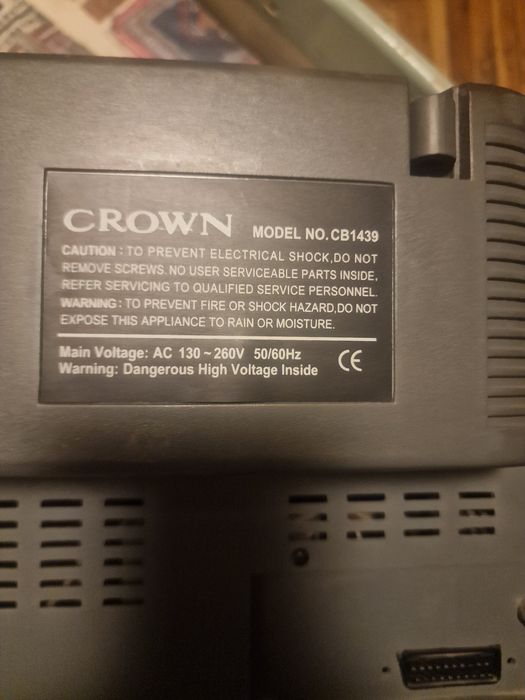 CROWN MODEL NO. CB1439
CAUTION : TO PREVENT ELECTRICAL SHOCK,DO NOT
REMOVE SCREWS. NO USER SERVICEABLE PARTS INSIDE,
REFER SERVICING TO QUALIFIED SERVICE PERSONNEL.
WARNING : TO PREVENT FIRE OR SHOCK HAZARD,DO NOT
EXPOSE THIS APPLIANCE TO RAIN OR MOISTURE.
Main Voltage: AC 130 ~ 260V 50/60Hz
Warning: Dangerous High Voltage Inside CE